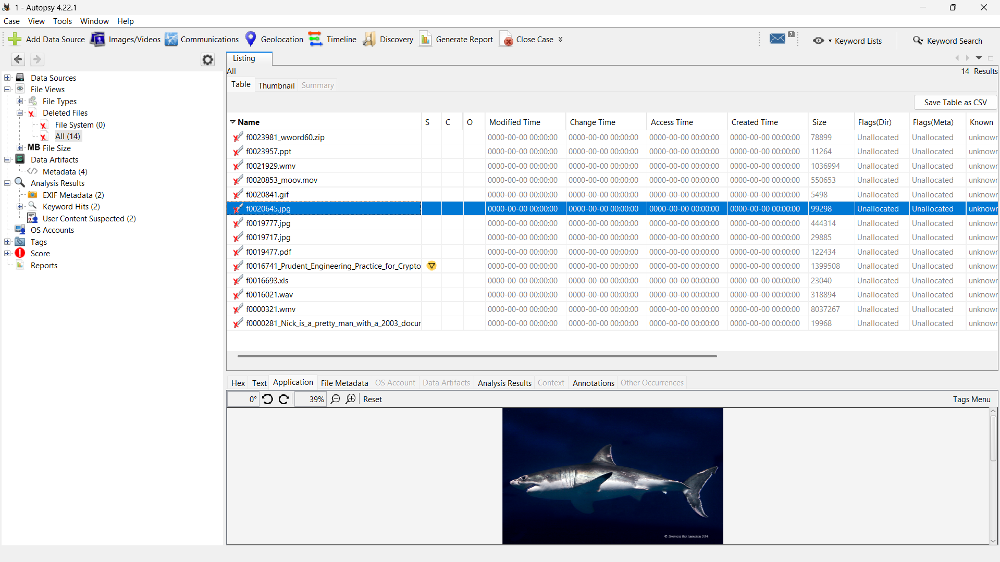 1 - Autopsy 4.22.1
Case View Tools Window Help
Add Data Source Images/Videos Communications Geolocation Timeline Discovery Generate Report Close Case 7 Keyword Lists Keyword Search
Listing
All 14 Results
Table Thumbnail Summary
Save Table as CSV
Data Sources
File Views
File Types
Deleted Files
File System (0)
All (14)
MB File Size
Data Artifacts
Metadata (4)
Analysis Results
EXIF Metadata (2)
Keyword Hits (2)
User Content Suspected (2)
OS Accounts
Tags
Score
Reports
Name S C O Modified Time Change Time Access Time Created Time Size Flags(Dir) Flags(Meta) Known
f0023981_wword60.zip 0000-00-00 00:00:00 0000-00-00 00:00:00 0000-00-00 00:00:00 0000-00-00 00:00:00 78899 Unallocated Unallocated unknown
f0023957.ppt 0000-00-00 00:00:00 0000-00-00 00:00:00 0000-00-00 00:00:00 0000-00-00 00:00:00 11264 Unallocated Unallocated unknown
f0021929.wmv 0000-00-00 00:00:00 0000-00-00 00:00:00 0000-00-00 00:00:00 0000-00-00 00:00:00 1036994 Unallocated Unallocated unknown
f0020853_moov.mov 0000-00-00 00:00:00 0000-00-00 00:00:00 0000-00-00 00:00:00 0000-00-00 00:00:00 550653 Unallocated Unallocated unknown
f0020841.gif 0000-00-00 00:00:00 0000-00-00 00:00:00 0000-00-00 00:00:00 0000-00-00 00:00:00 5498 Unallocated Unallocated unknown
f0020645.jpg 0000-00-00 00:00:00 0000-00-00 00:00:00 0000-00-00 00:00:00 0000-00-00 00:00:00 99298 Unallocated Unallocated unknown
f0019777.jpg 0000-00-00 00:00:00 0000-00-00 00:00:00 0000-00-00 00:00:00 0000-00-00 00:00:00 444314 Unallocated Unallocated unknown
f0019717.jpg 0000-00-00 00:00:00 0000-00-00 00:00:00 0000-00-00 00:00:00 0000-00-00 00:00:00 29885 Unallocated Unallocated unknown
f0019477.pdf 0000-00-00 00:00:00 0000-00-00 00:00:00 0000-00-00 00:00:00 0000-00-00 00:00:00 122434 Unallocated Unallocated unknown
f0016741_Prudent_Engineering_Practice_for_Crypto 0000-00-00 00:00:00 0000-00-00 00:00:00 0000-00-00 00:00:00 0000-00-00 00:00:00 1399508 Unallocated Unallocated unknown
f0016693.xls 0000-00-00 00:00:00 0000-00-00 00:00:00 0000-00-00 00:00:00 0000-00-00 00:00:00 23040 Unallocated Unallocated unknown
f0016021.wav 0000-00-00 00:00:00 0000-00-00 00:00:00 0000-00-00 00:00:00 0000-00-00 00:00:00 318894 Unallocated Unallocated unknown
f0000321.wmv 0000-00-00 00:00:00 0000-00-00 00:00:00 0000-00-00 00:00:00 0000-00-00 00:00:00 8037267 Unallocated Unallocated unknown
f0000281_Nick_is_a_pretty_man_with_a_2003_docur 0000-00-00 00:00:00 0000-00-00 00:00:00 0000-00-00 00:00:00 0000-00-00 00:00:00 19968 Unallocated Unallocated unknown
Hex Text Application File Metadata OS Account Data Artifacts Analysis Results Context Annotations Other Occurrences
0° 39% Reset Tags Menu
© Monterey Bay Aquarium 2004